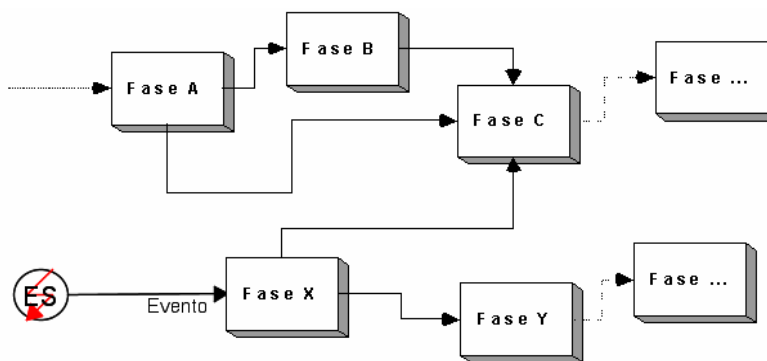 Fase B
Fase A
Fase ...
Fase C
ES
Evento
Fase X
Fase ...
Fase Y